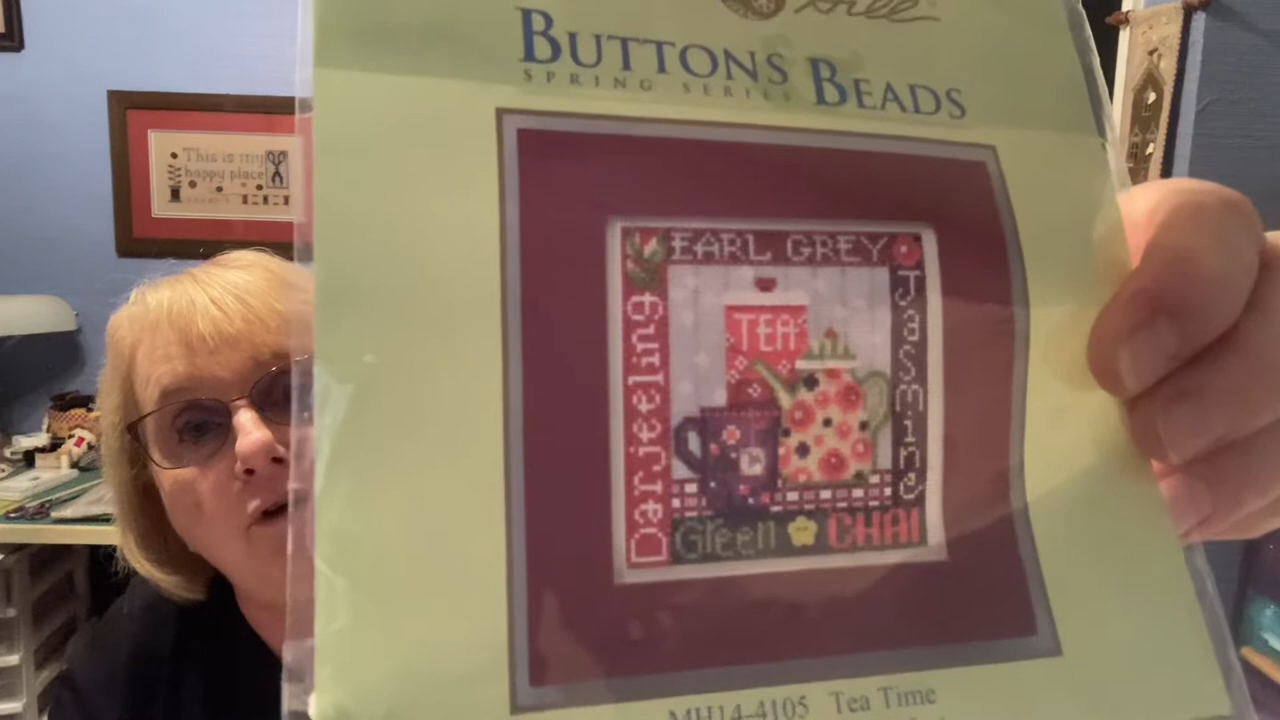 Hill
BUTTONS BEADS
SPRING SERIES
This is my
happy place
EARL GREY
Jasmine
TEA
Darjeeling
Green CHAI
MH14-4105 Tea Time